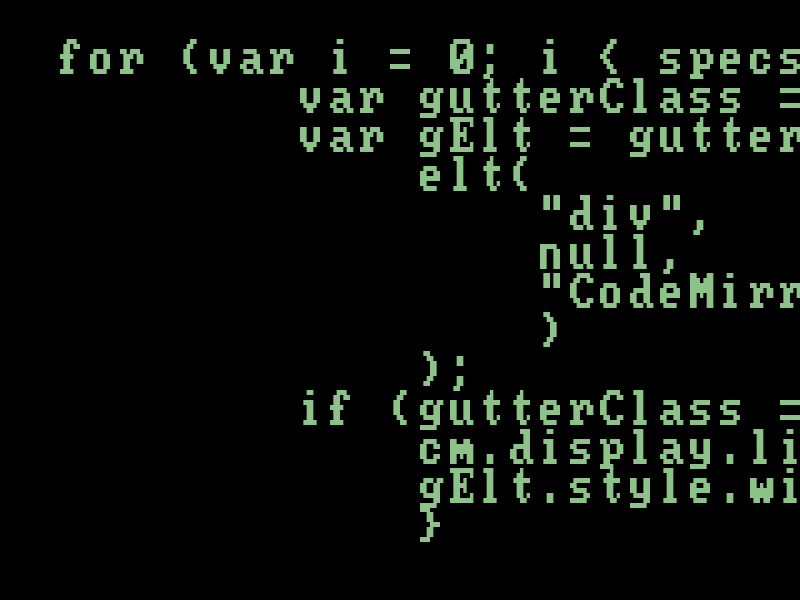 for (var i = 0; i { specs
var gutterClass =
var gElt = gutter
elt(
"div",
null,
"CodeMirr
)
);
if (gutterClass =
cm.display.li
gElt.style.wi
}